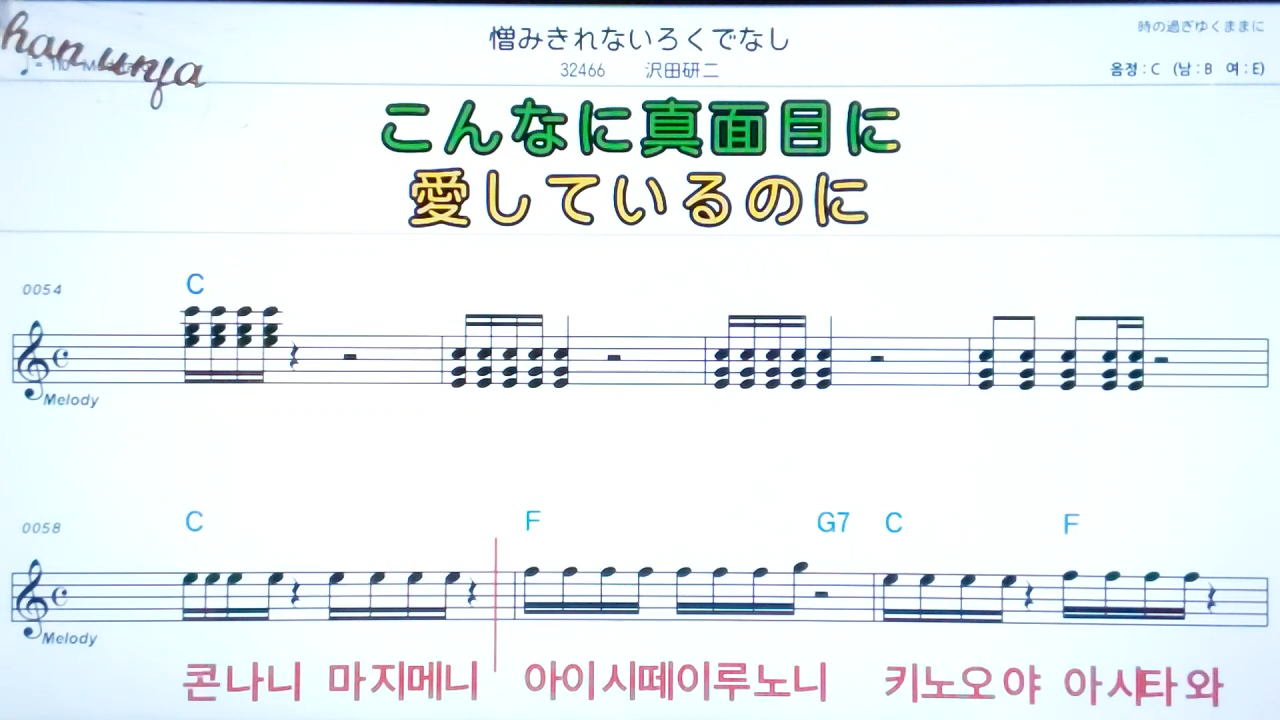 han unja
憎みきれないろくでなし
時の過ぎゆくままに
32466 沢田研二
음정 : C (남 : B 여 : E)
こんなに真面目に
愛しているのに
0054
C
Melody
0058
C F G7 C F
Melody
콘나니 마지메니 아이시떼이루노니 키노오야 아시타와